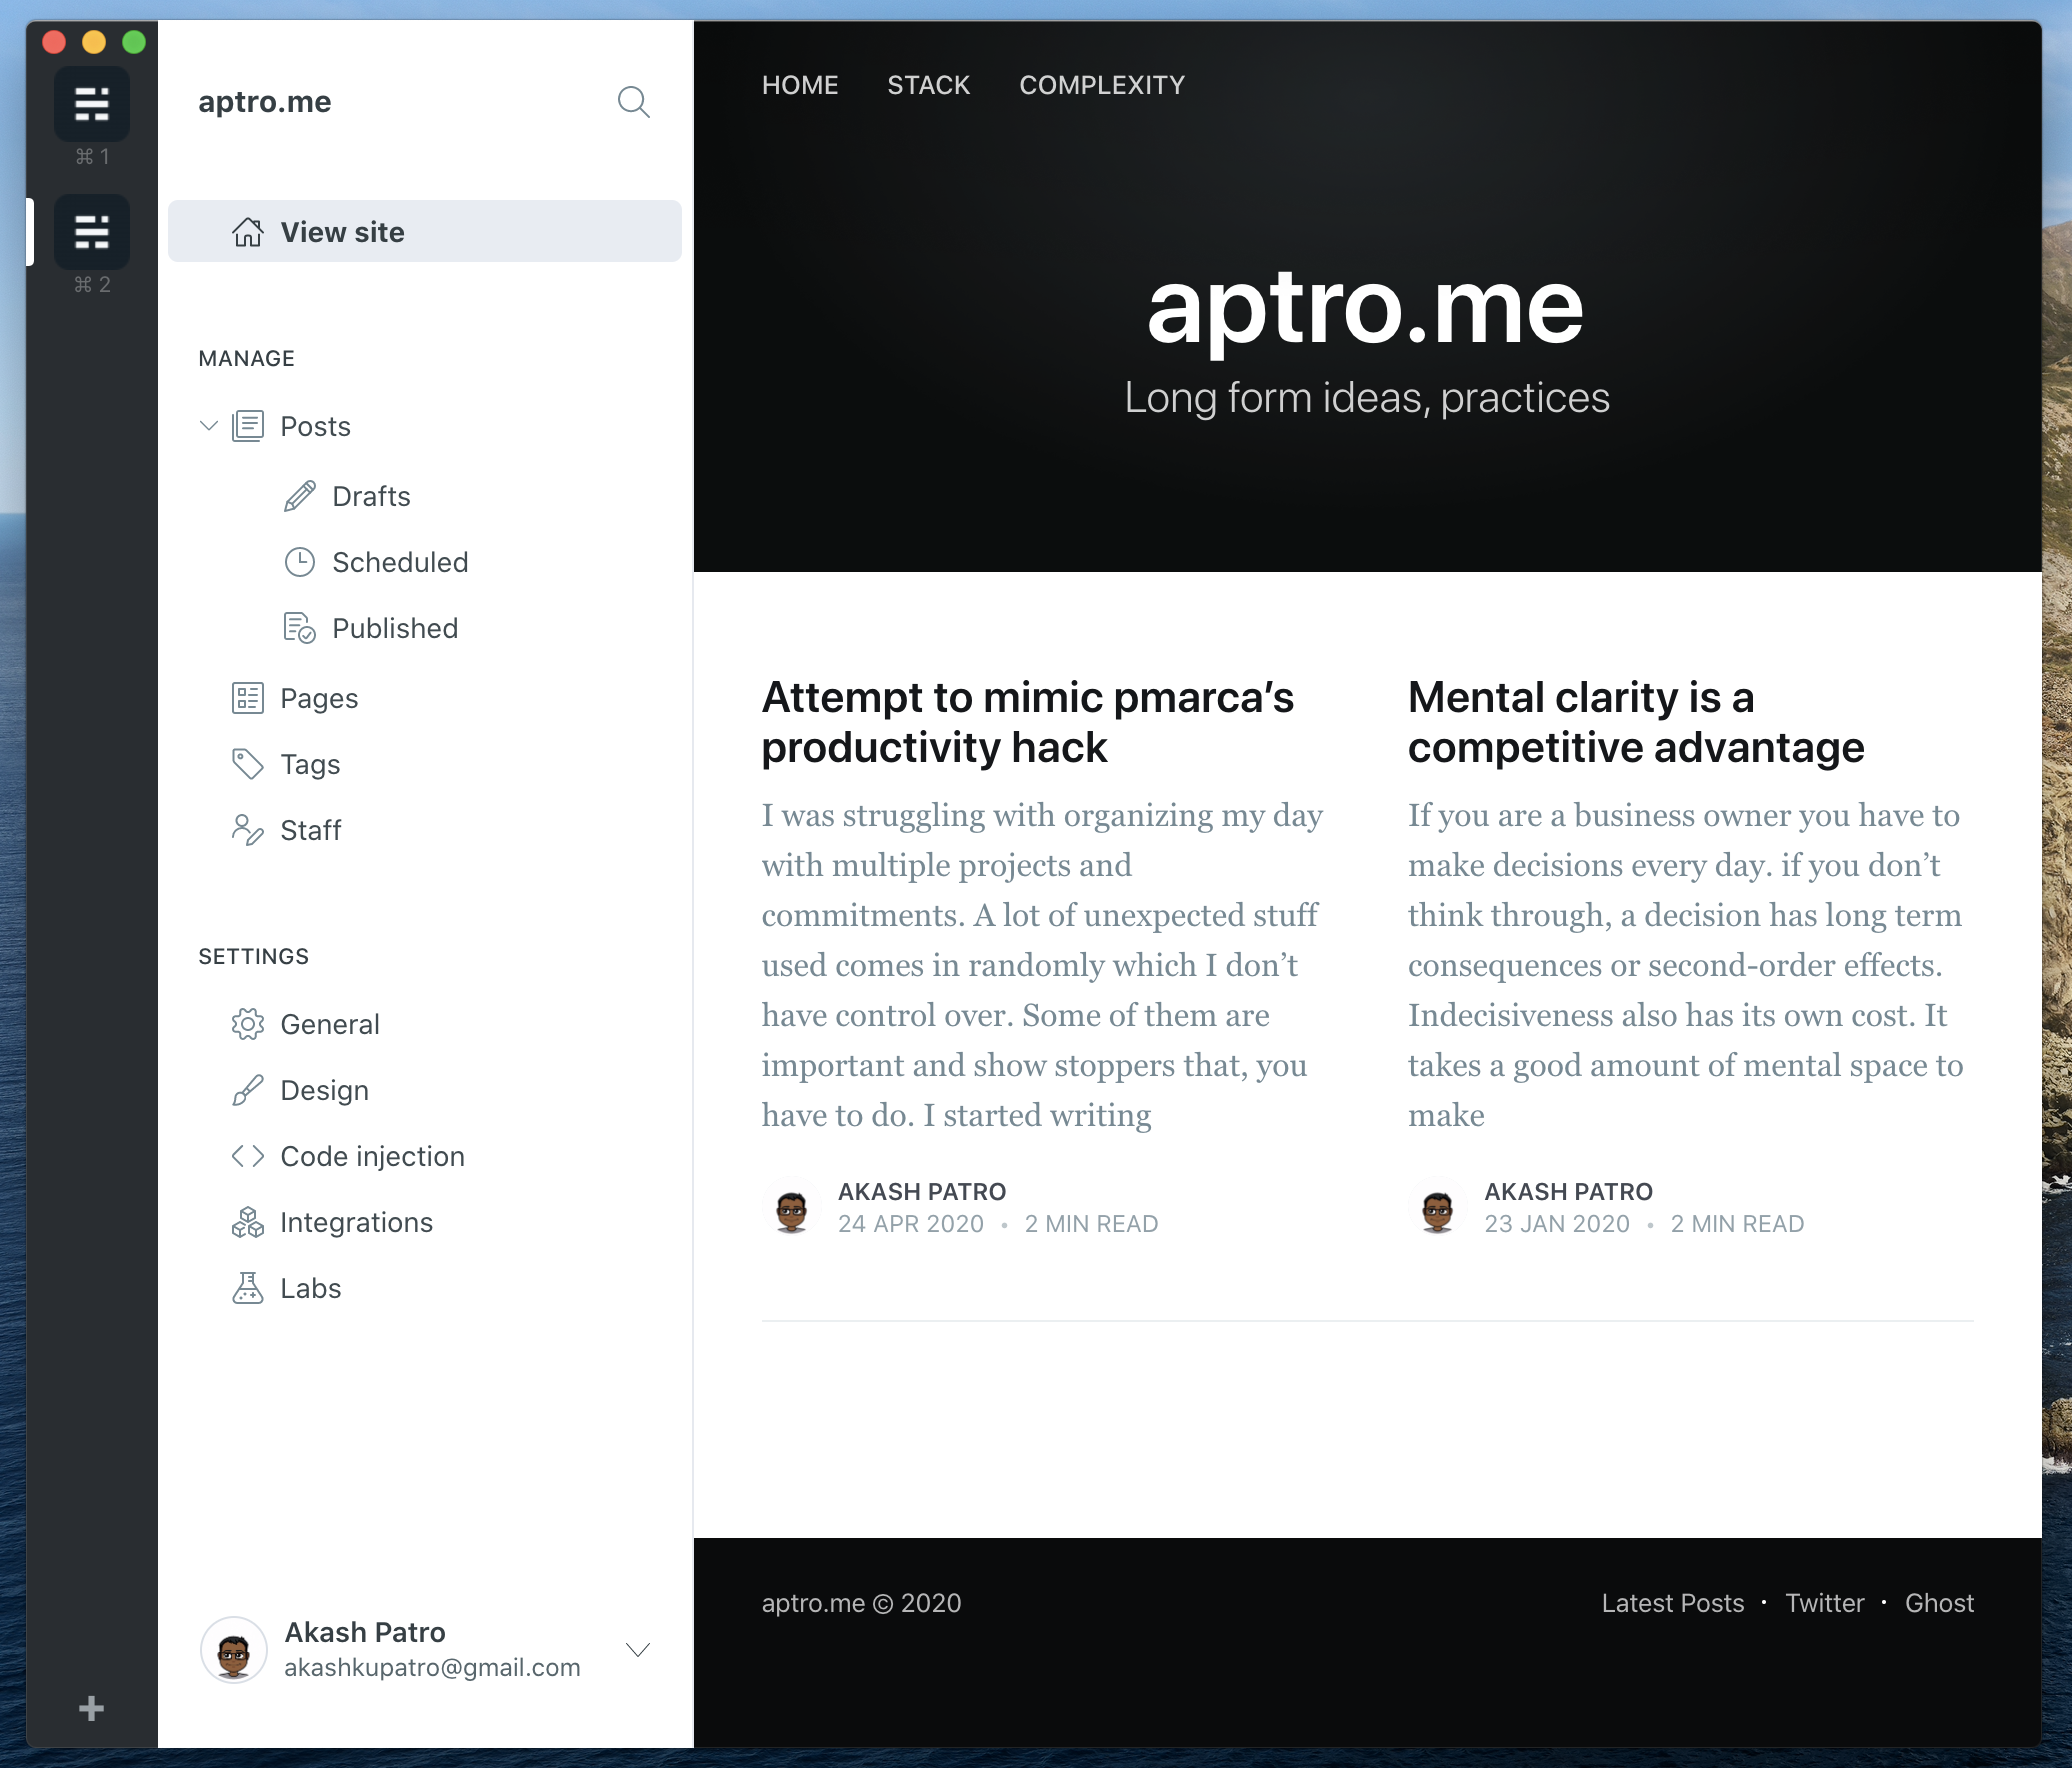 ⌘ 1
⌘ 2
aptro.me
View site
MANAGE
Posts
Drafts
Scheduled
Published
Pages
Tags
Staff
SETTINGS
General
Design
Code injection
Integrations
Labs
Akash Patro
akashkupatro@gmail.com
HOME STACK COMPLEXITY
aptro.me
Long form ideas, practices
Attempt to mimic pmarca’s
productivity hack
I was struggling with organizing my day
with multiple projects and
commitments. A lot of unexpected stuff
used comes in randomly which I don’t
have control over. Some of them are
important and show stoppers that, you
have to do. I started writing
AKASH PATRO
24 APR 2020 • 2 MIN READ
Mental clarity is a
competitive advantage
If you are a business owner you have to
make decisions every day. if you don’t
think through, a decision has long term
consequences or second-order effects.
Indecisiveness also has its own cost. It
takes a good amount of mental space to
make
AKASH PATRO
23 JAN 2020 • 2 MIN READ
aptro.me © 2020
Latest Posts • Twitter • Ghost